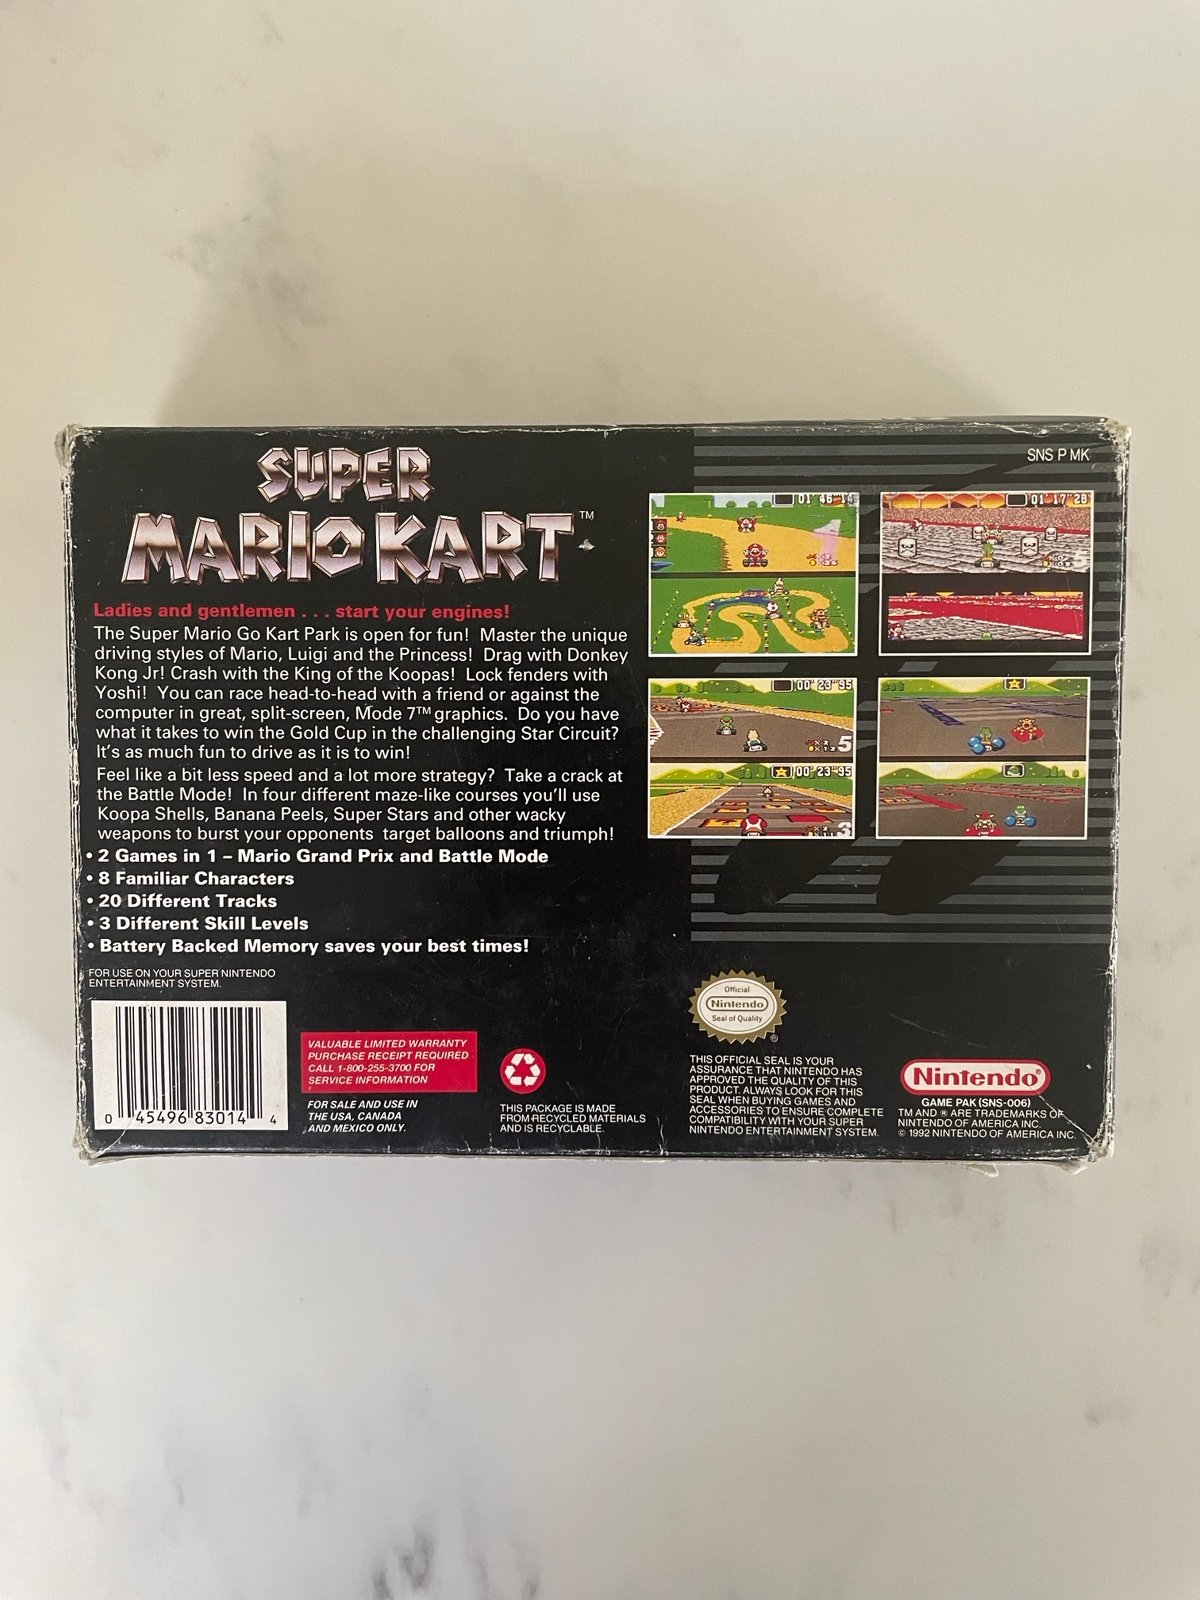 SNS P MK
SUPER
MARIO KART™
Ladies and gentlemen . . . start your engines!
The Super Mario Go Kart Park is open for fun! Master the unique
driving styles of Mario, Luigi and the Princess! Drag with Donkey
Kong Jr! Crash with the King of the Koopas! Lock fenders with
Yoshi! You can race head-to-head with a friend or against the
computer in great, split-screen, Mode 7™ graphics. Do you have
what it takes to win the Gold Cup in the challenging Star Circuit?
It's as much fun to drive as it is to win!
Feel like a bit less speed and a lot more strategy? Take a crack at
the Battle Mode! In four different maze-like courses you'll use
Koopa Shells, Banana Peels, Super Stars and other wacky
weapons to burst your opponents target balloons and triumph!
• 2 Games in 1 – Mario Grand Prix and Battle Mode
• 8 Familiar Characters
• 20 Different Tracks
• 3 Different Skill Levels
• Battery Backed Memory saves your best times!
FOR USE ON YOUR SUPER NINTENDO
ENTERTAINMENT SYSTEM.
0 45496 83014 4
VALUABLE LIMITED WARRANTY
PURCHASE RECEIPT REQUIRED
CALL 1-800-255-3700 FOR
SERVICE INFORMATION
FOR SALE AND USE IN
THE USA, CANADA
AND MEXICO ONLY.
THIS PACKAGE IS MADE
FROM RECYCLED MATERIALS
AND IS RECYCLABLE.
01'46"14
01'17"28
00'23"95
5
00'23"95
3
Official
Nintendo
Seal of Quality
®
THIS OFFICIAL SEAL IS YOUR
ASSURANCE THAT NINTENDO HAS
APPROVED THE QUALITY OF THIS
PRODUCT. ALWAYS LOOK FOR THIS
SEAL WHEN BUYING GAMES AND
ACCESSORIES TO ENSURE COMPLETE
COMPATIBILITY WITH YOUR SUPER
NINTENDO ENTERTAINMENT SYSTEM.
Nintendo®
GAME PAK (SNS-006)
TM AND ® ARE TRADEMARKS OF
NINTENDO OF AMERICA INC.
© 1992 NINTENDO OF AMERICA INC.